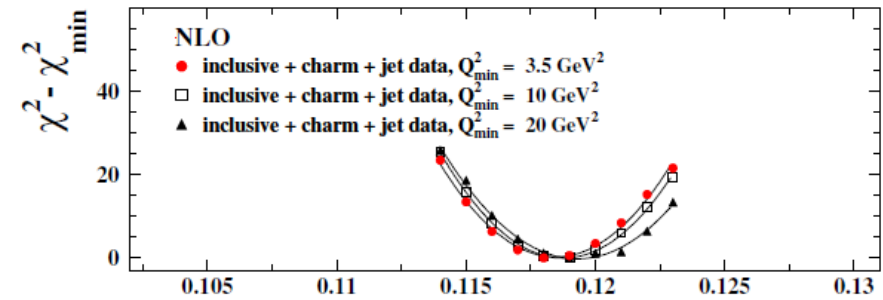 χ² - χ²min
NLO
inclusive + charm + jet data, Q²min = 3.5 GeV²
inclusive + charm + jet data, Q²min = 10 GeV²
inclusive + charm + jet data, Q²min = 20 GeV²
40
20
0
0.105 0.11 0.115 0.12 0.125 0.13